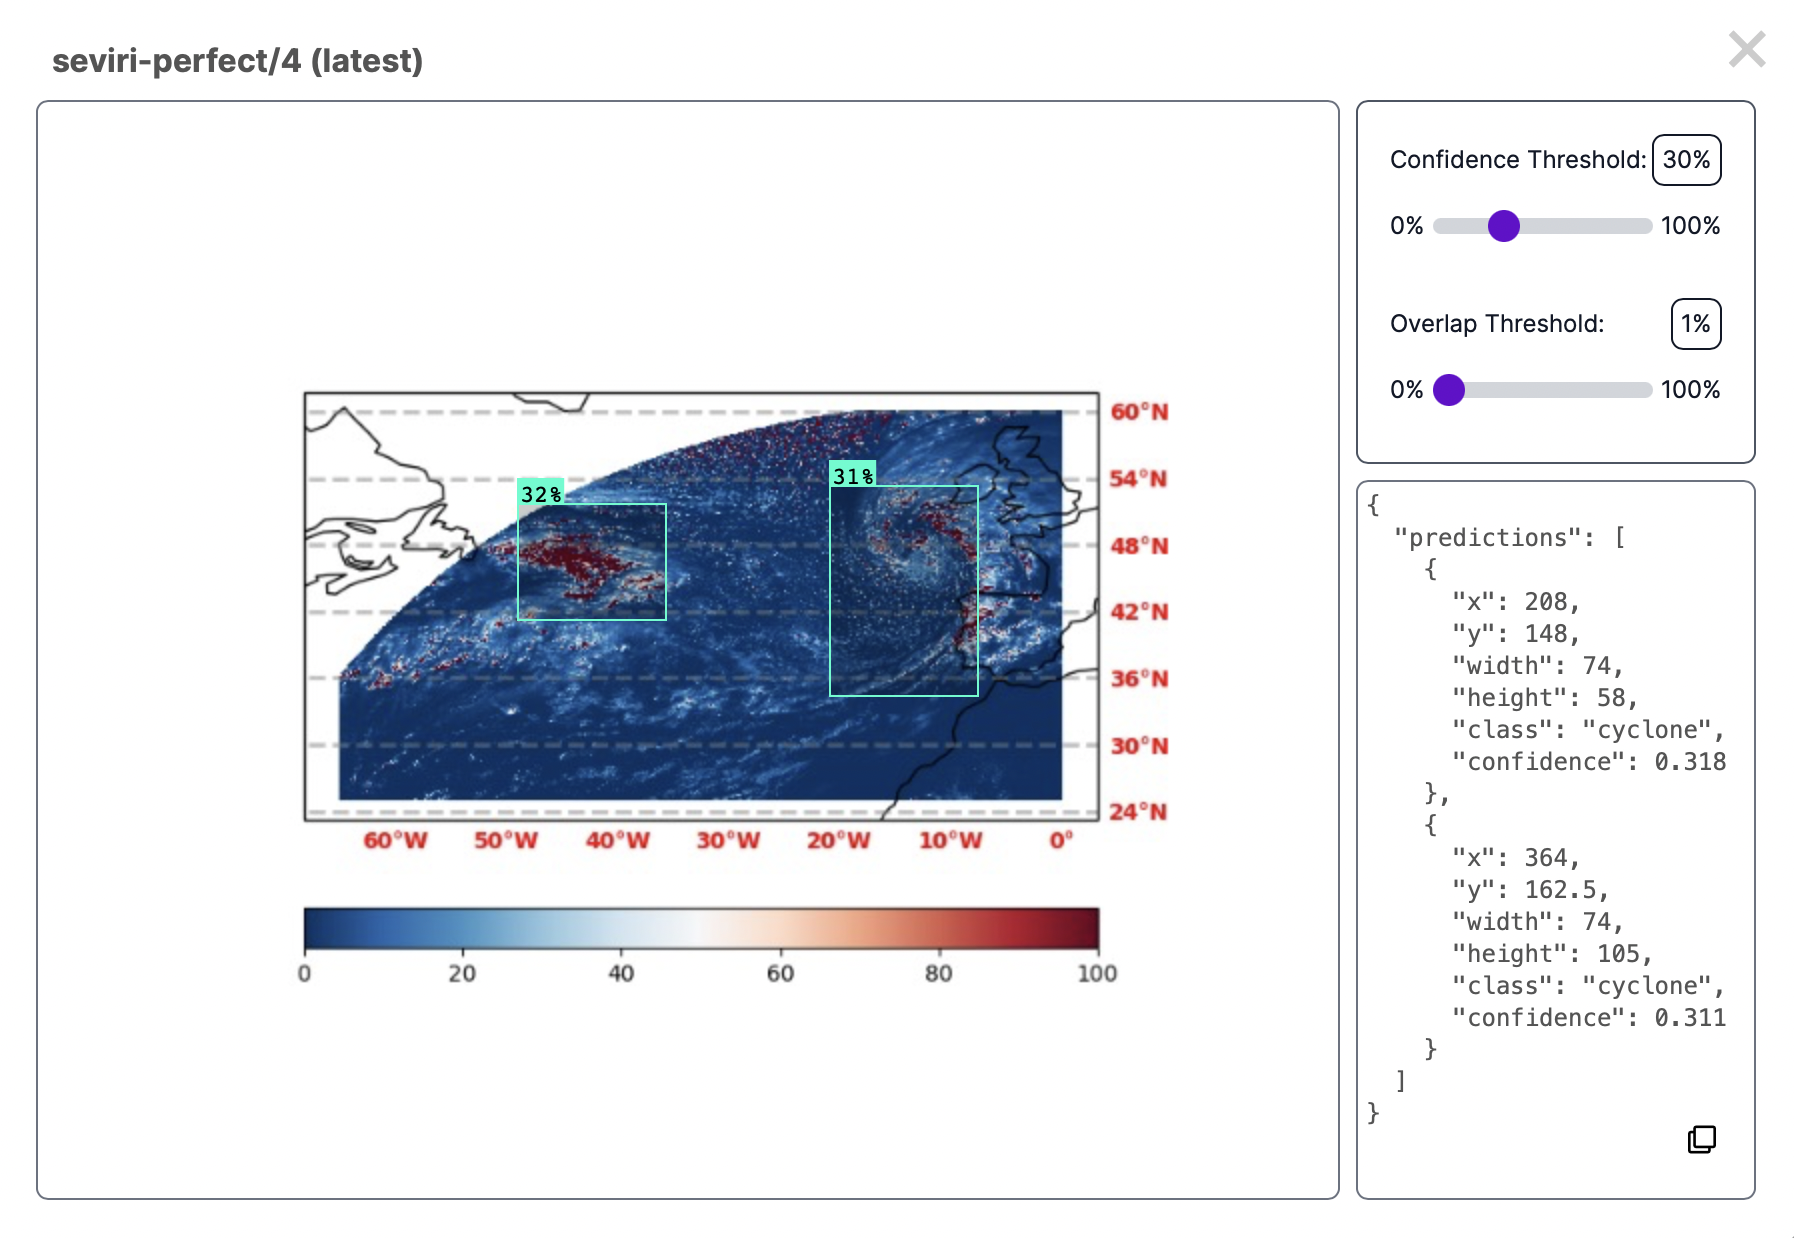 seviri-perfect/4 (latest)
32%
31%
60°N
54°N
48°N
42°N
36°N
30°N
24°N
60°W 50°W 40°W 30°W 20°W 10°W 0°
0 20 40 60 80 100
Confidence Threshold: 30%
0% 100%
Overlap Threshold: 1%
0% 100%
{
"predictions": [
{
"x": 208,
"y": 148,
"width": 74,
"height": 58,
"class": "cyclone",
"confidence": 0.318
},
{
"x": 364,
"y": 162.5,
"width": 74,
"height": 105,
"class": "cyclone",
"confidence": 0.311
}
]
}